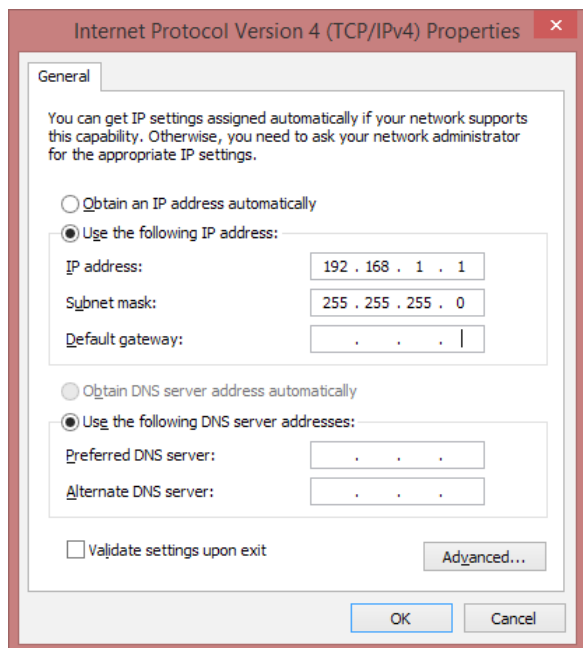 Internet Protocol Version 4 (TCP/IPv4) Properties
General
You can get IP settings assigned automatically if your network supports
this capability. Otherwise, you need to ask your network administrator
for the appropriate IP settings.
Obtain an IP address automatically
Use the following IP address:
IP address: 192 . 168 . 1 . 1
Subnet mask: 255 . 255 . 255 . 0
Default gateway: . . .
Obtain DNS server address automatically
Use the following DNS server addresses:
Preferred DNS server: . . .
Alternate DNS server: . . .
Validate settings upon exit
Advanced...
OK Cancel